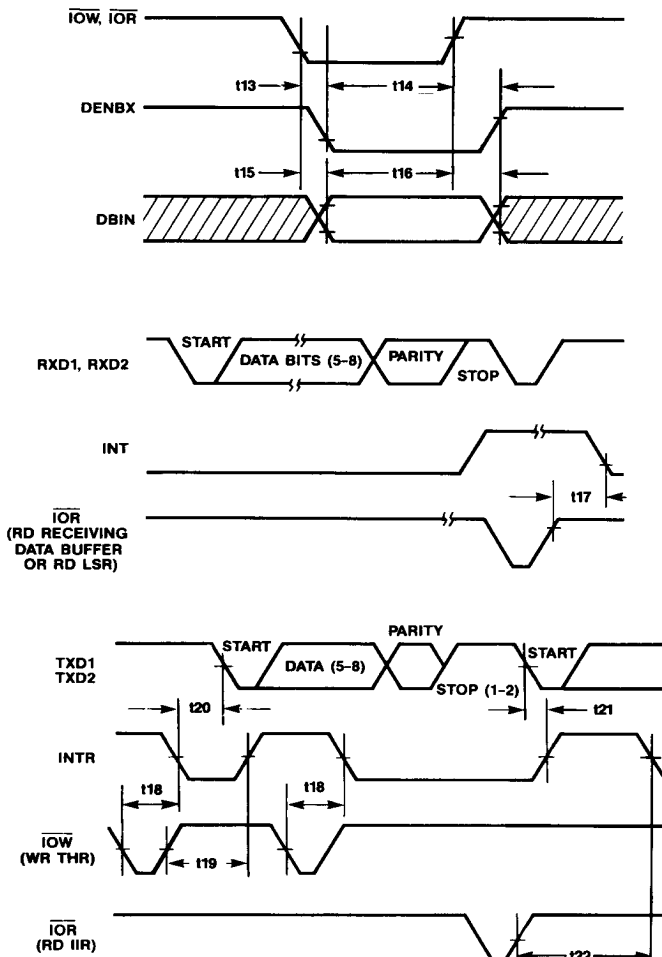 IOW, IOR
t13
t14
DENBX
t15
t16
DBIN
START
RXD1, RXD2
DATA BITS (5-8)
PARITY
STOP
INT
t17
IOR
(RD RECEIVING
DATA BUFFER
OR RD LSR)
PARITY
START
START
TXD1
TXD2
DATA (5-8)
STOP (1-2)
t20
t21
INTR
t18
t18
IOW
(WR THR)
t19
IOR
(RD IIR)
t22